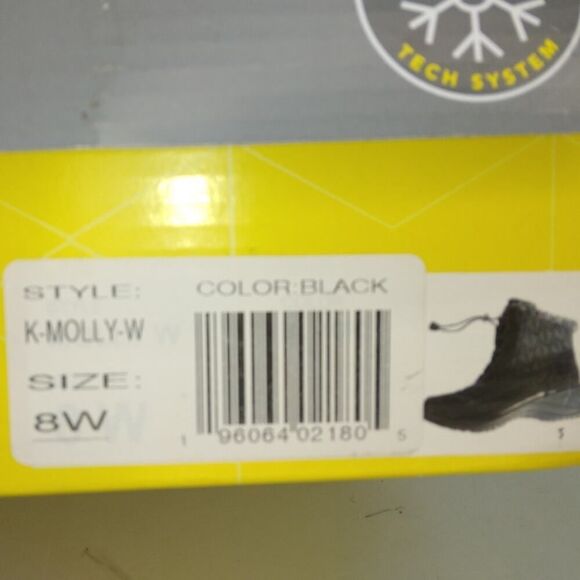 TECH SYSTEM
STYLE:
COLOR:BLACK
K-MOLLY-W
SIZE:
8W
1 96064 02180 5